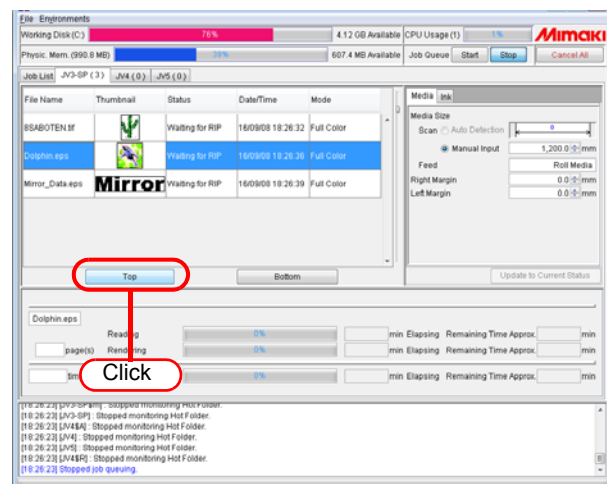 File Environments
Working Disk(C:) 76% 4.12 GB Available CPU Usage(1) 1% Mimaki
Physic. Mem. (990.8 MB) 39% 607.4 MB Available Job Queue Start Stop Cancel All
Job List JV3-SP (3) JV4 (0) JV5 (0)
File Name Thumbnail Status Date/Time Mode
8SABOTEN.tif Waiting for RIP 16/09/08 18:26:32 Full Color
Dolphin.eps Waiting for RIP 16/09/08 18:26:36 Full Color
Mirror_Data.eps Mirror Waiting for RIP 16/09/08 18:26:39 Full Color
Media Ink
Media Size
Scan Auto Detection 0
Manual Input 1,200.0 mm
Feed Roll Media
Right Margin 0.0 mm
Left Margin 0.0 mm
Top Bottom Update to Current Status
Dolphin.eps
Reading 0% min Elapsing Remaining Time Approx. min
page(s) Rendering 0% min Elapsing Remaining Time Approx. min
Click 0% min Elapsing Remaining Time Approx. min
[18:26:23] [JV3-SP$m] : Stopped monitoring Hot Folder.
[18:26:23] [JV3-SP] : Stopped monitoring Hot Folder.
[18:26:23] [JV4$A] : Stopped monitoring Hot Folder.
[18:26:23] [JV4] : Stopped monitoring Hot Folder.
[18:26:23] [JV5] : Stopped monitoring Hot Folder.
[18:26:23] [JV4$R] : Stopped monitoring Hot Folder.
[18:26:23] Stopped job queuing.